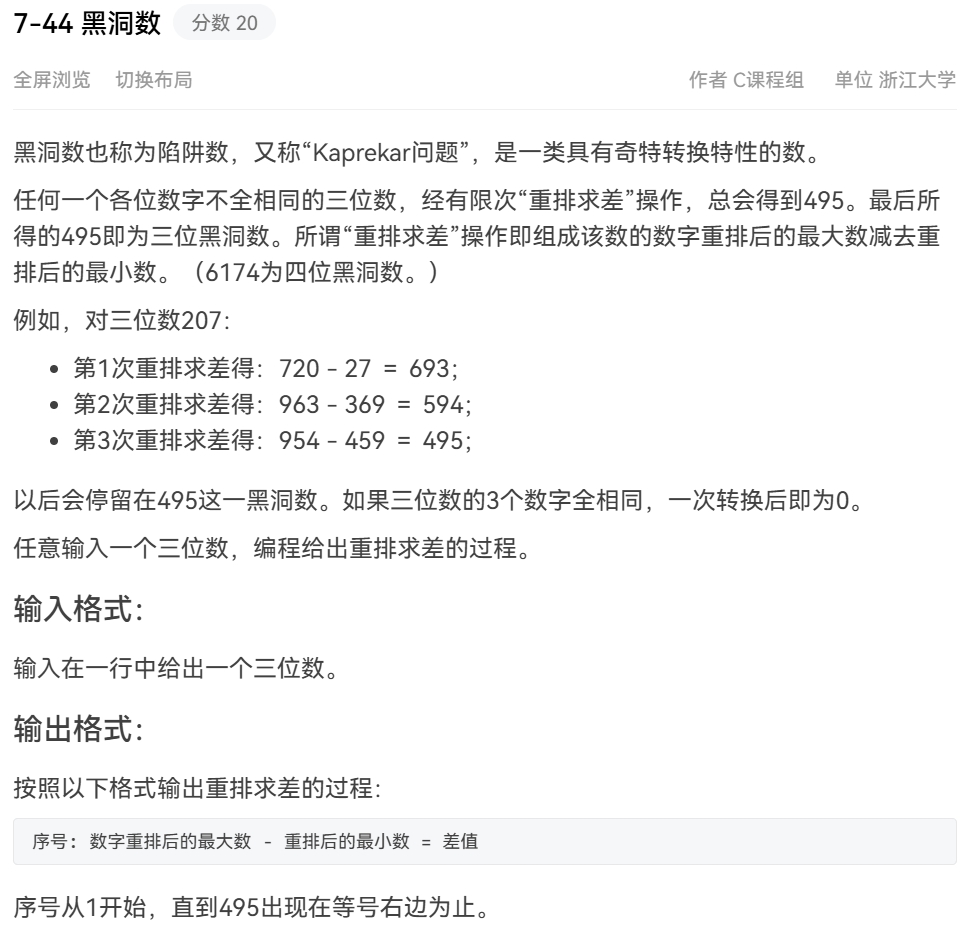 7-44 黑洞数 分数 20
全屏浏览 切换布局 作者 C课程组 单位 浙江大学
黑洞数也称为陷阱数，又称“Kaprekar问题”，是一类具有奇特转换特性的数。
任何一个各位数字不全相同的三位数，经有限次“重排求差”操作，总会得到495。最后所
得的495即为三位黑洞数。所谓“重排求差”操作即组成该数的数字重排后的最大数减去重
排后的最小数。（6174为四位黑洞数。）
例如，对三位数207：
• 第1次重排求差得：720 - 27 = 693；
• 第2次重排求差得：963 - 369 = 594；
• 第3次重排求差得：954 - 459 = 495；
以后会停留在495这一黑洞数。如果三位数的3个数字全相同，一次转换后即为0。
任意输入一个三位数，编程给出重排求差的过程。
输入格式：
输入在一行中给出一个三位数。
输出格式：
按照以下格式输出重排求差的过程：
序号: 数字重排后的最大数 - 重排后的最小数 = 差值
序号从1开始，直到495出现在等号右边为止。